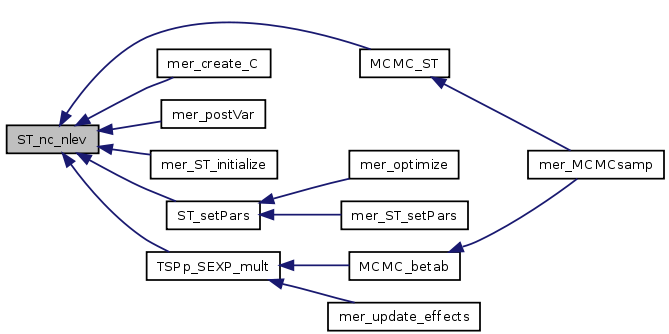 mer_create_C
MCMC_ST
mer_postVar
ST_nc_nlev
mer_ST_initialize
mer_optimize
mer_MCMCsamp
ST_setPars
mer_ST_setPars
TSPp_SEXP_mult
MCMC_betab
mer_update_effects